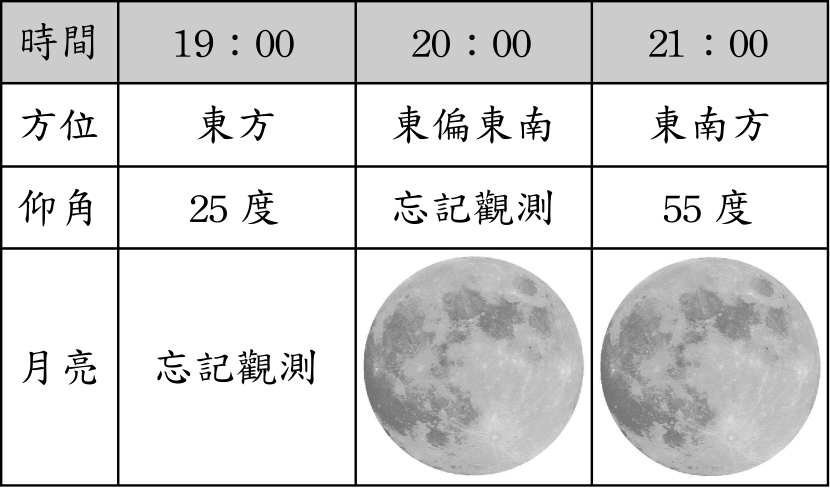 時間 19：00 20：00 21：00
方位 東方 東偏東南 東南方
仰角 25 度 忘記觀測 55 度
月亮 忘記觀測